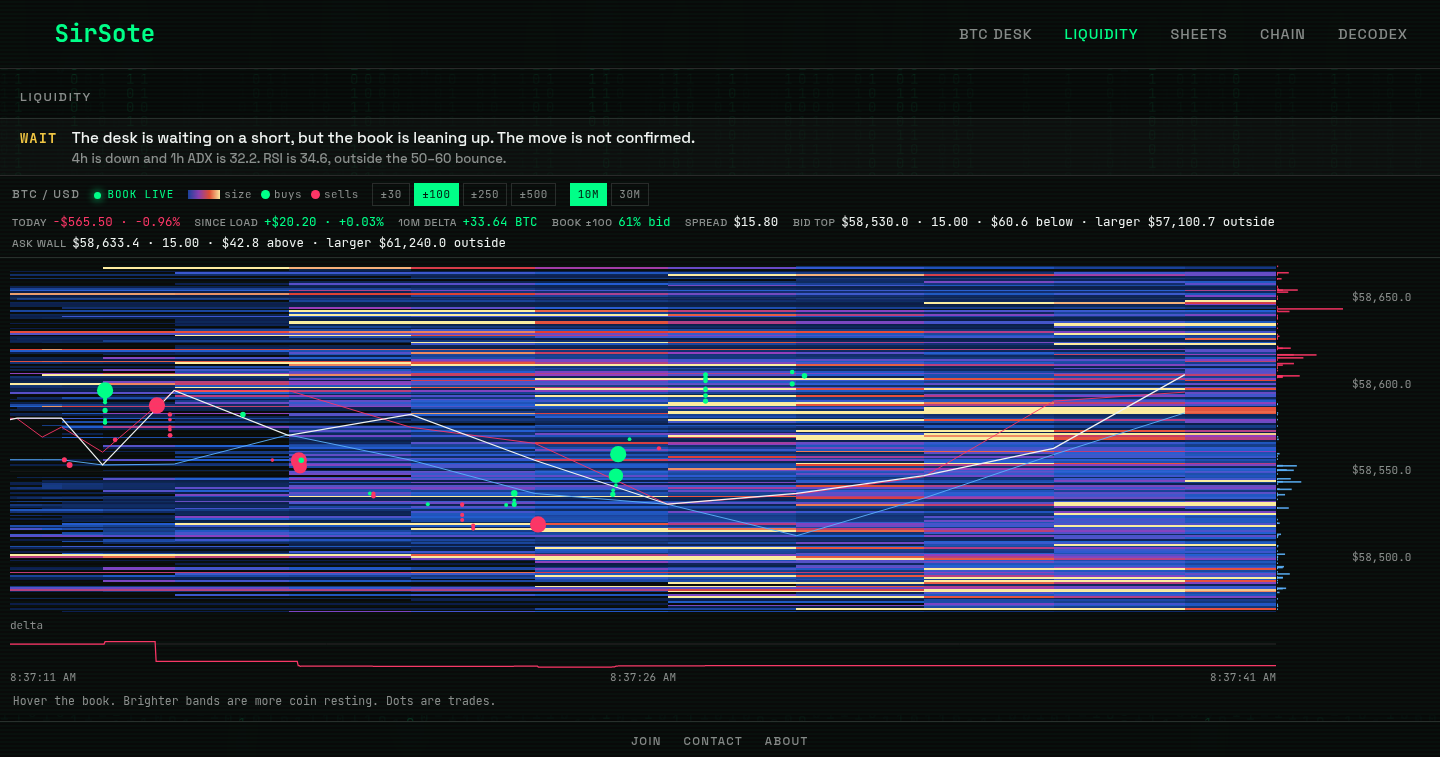 SirSote
BTC DESK LIQUIDITY SHEETS CHAIN DECODEX
LIQUIDITY
WAIT The desk is waiting on a short, but the book is leaning up. The move is not confirmed.
4h is down and 1h ADX is 32.2. RSI is 34.6, outside the 50–60 bounce.
BTC / USD BOOK LIVE size buys sells ±30 ±100 ±250 ±500 10M 30M
TODAY -$565.50 · -0.96% SINCE LOAD +$20.20 · +0.03% 10M DELTA +33.64 BTC BOOK ±100 61% bid SPREAD $15.80 BID TOP $58,530.0 · 15.00 · $60.6 below · larger $57,100.7 outside
ASK WALL $58,633.4 · 15.00 · $42.8 above · larger $61,240.0 outside
$58,650.0
$58,600.0
$58,550.0
$58,500.0
delta
8:37:11 AM 8:37:26 AM 8:37:41 AM
Hover the book. Brighter bands are more coin resting. Dots are trades.
JOIN CONTACT ABOUT